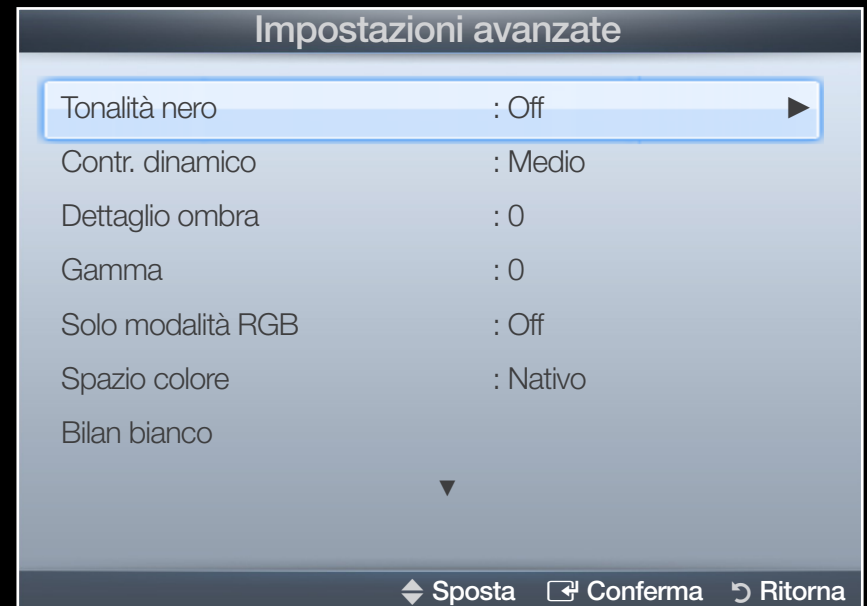 Impostazioni avanzate
Tonalità nero : Off ►
Contr. dinamico : Medio
Dettaglio ombra : 0
Gamma : 0
Solo modalità RGB : Off
Spazio colore : Nativo
Bilan bianco
▼
Sposta Conferma Ritorna